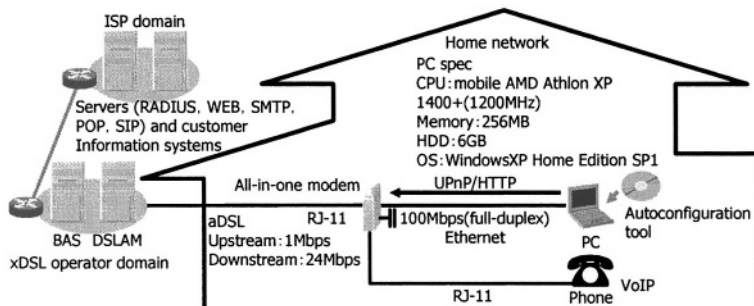 ISP domain
Servers (RADIUS, WEB, SMTP,
POP, SIP) and customer
Information systems
BAS DSLAM
xDSL operator domain
Home network
PC spec
CPU:mobile AMD Athlon XP
1400+(1200MHz)
Memory:256MB
HDD:6GB
OS:WindowsXP Home Edition SP1
All-in-one modem
UPnP/HTTP
aDSL
RJ-11
Upstream:1Mbps
Downstream:24Mbps
100Mbps(full-duplex)
Ethernet
PC
Autoconfiguration
tool
RJ-11
Phone
VoIP